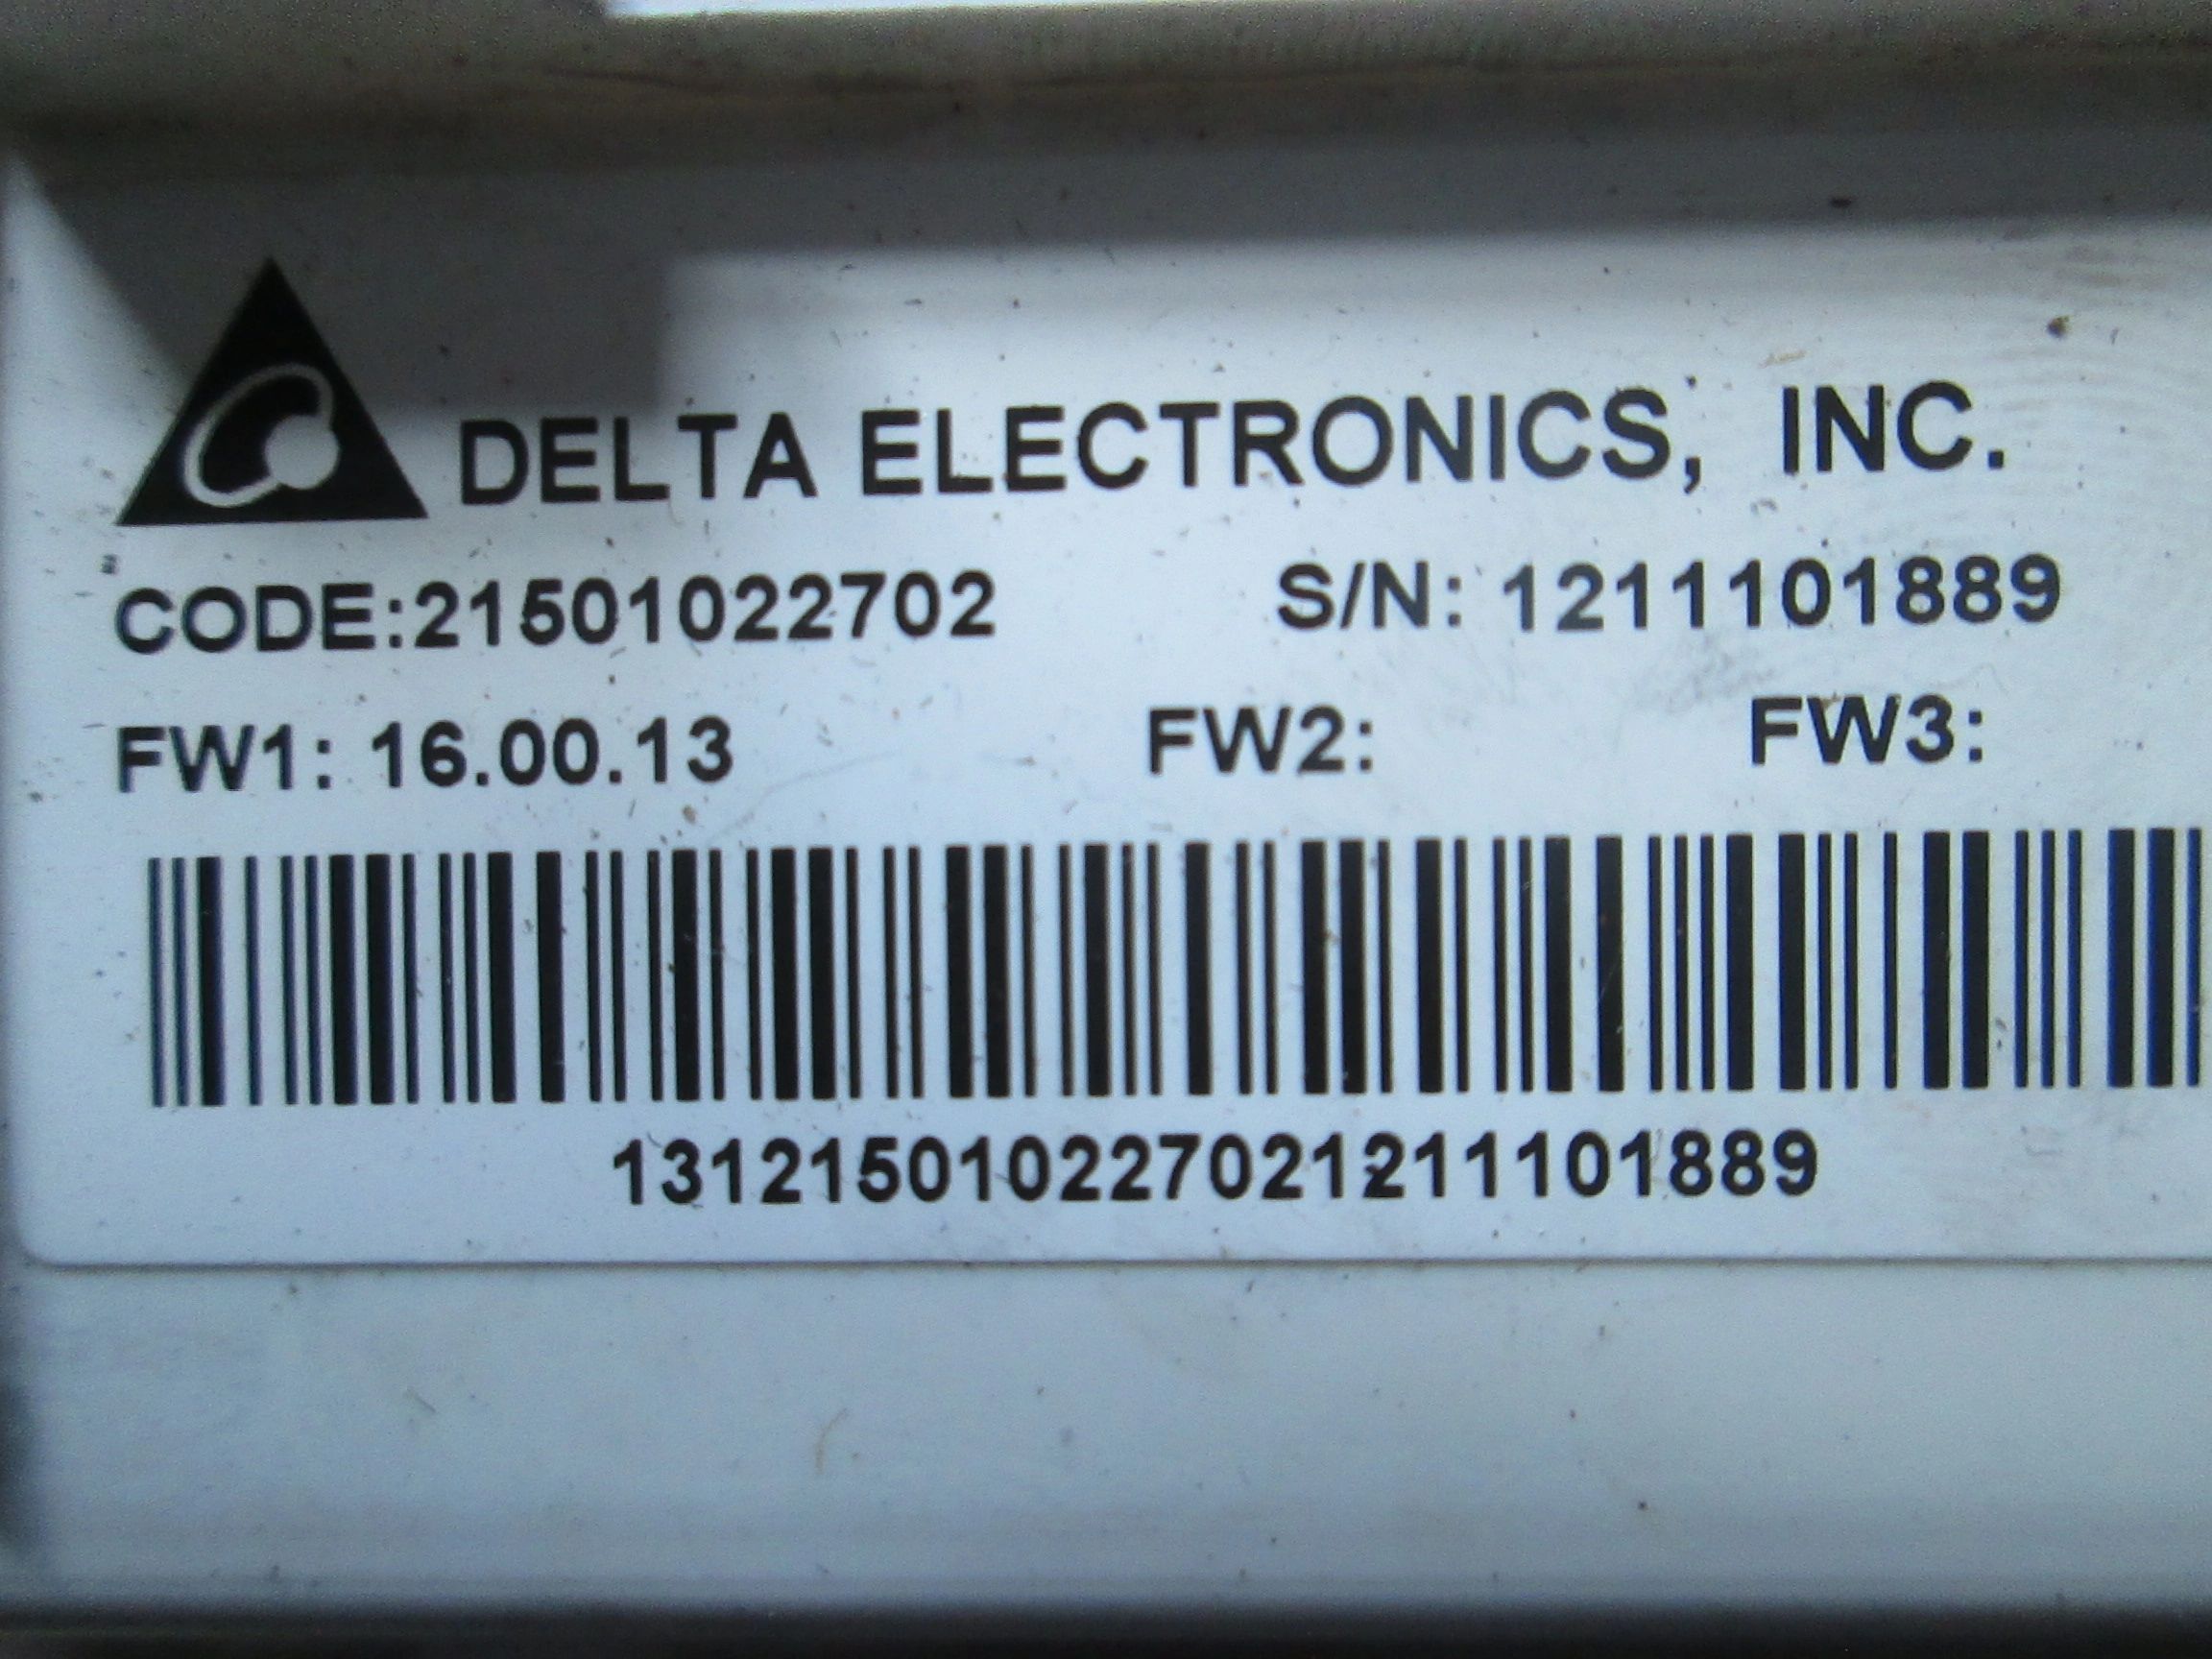 DELTA ELECTRONICS, INC.
CODE:21501022702 S/N: 1211101889
FW1: 16.00.13 FW2: FW3:
131215010227021211101889